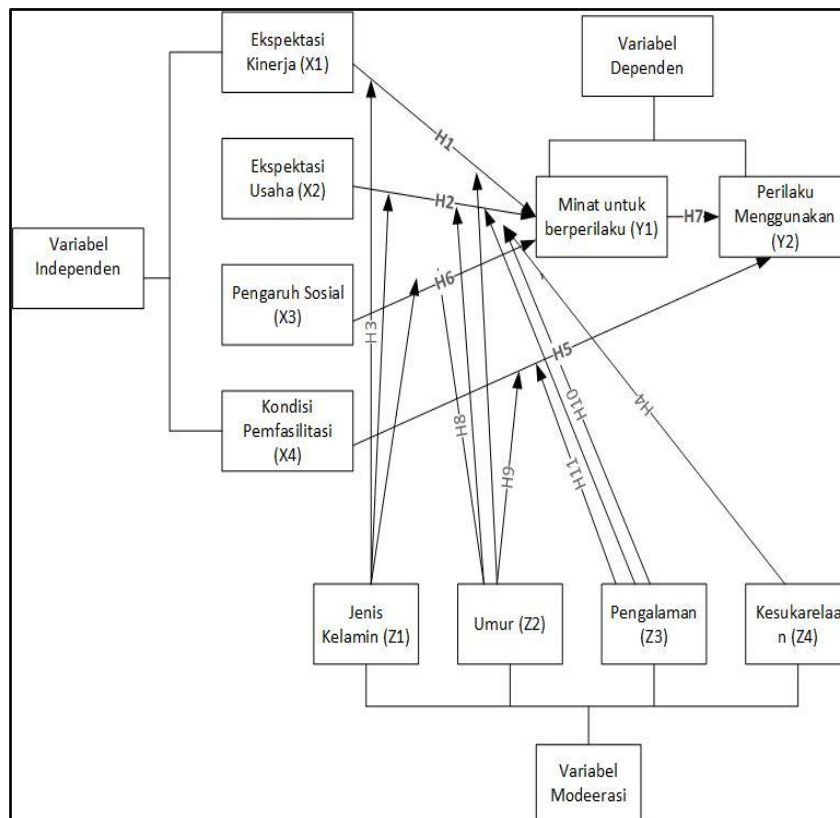 Ekspektasi
Kinerja (X1)
Variabel
Dependen
H1
Ekspektasi
Usaha (X2)
H2
Minat untuk
berperilaku (Y1)
H7
Perilaku
Menggunakan
(Y2)
Variabel
Independen
Pengaruh Sosial
(X3)
H6
H3
H5
Kondisi
Pemfasilitasi
(X4)
H8
H9
H10
H11
H4
Jenis
Kelamin (Z1)
Umur (Z2)
Pengalaman
(Z3)
Kesukarelaa
n (Z4)
Variabel
Modeerasi